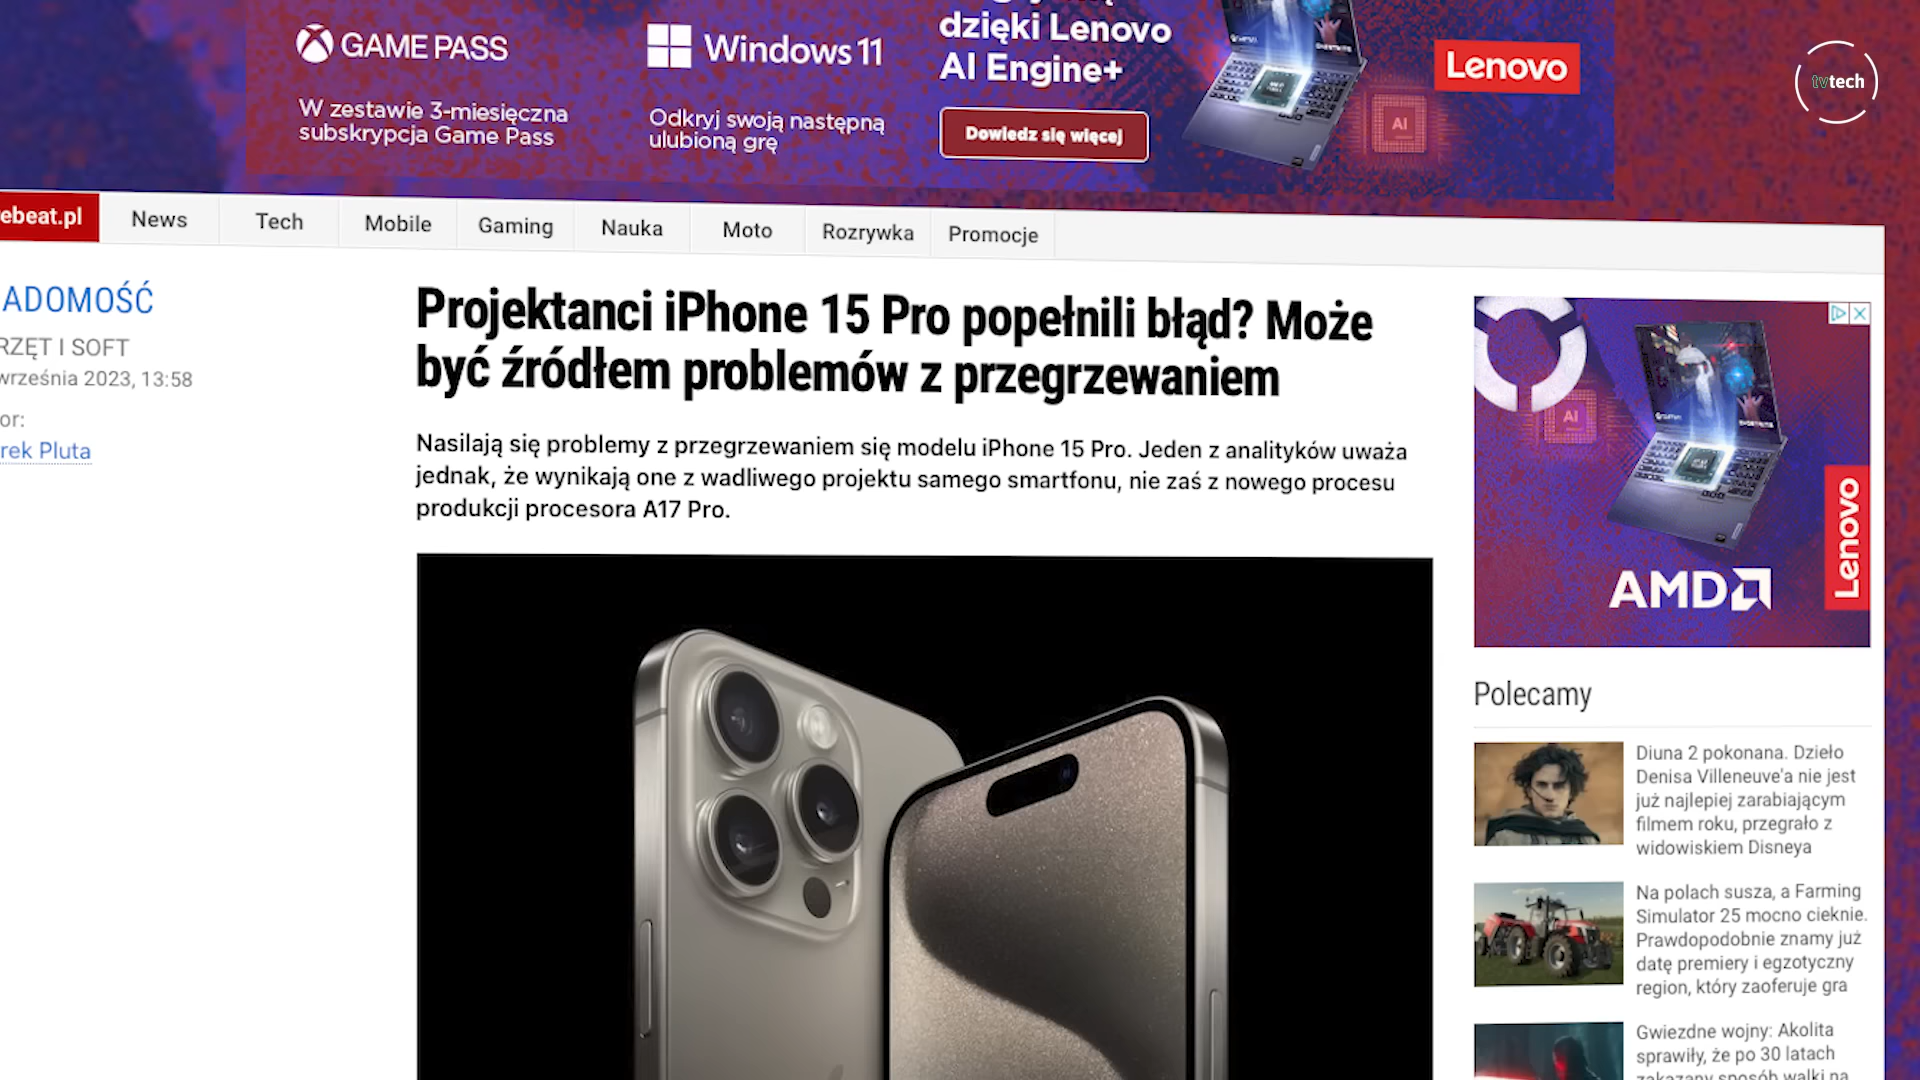 GAME PASS
W zestawie 3-miesięczna
subskrypcja Game Pass
Windows 11
Odkryj swoją następną
ulubioną grę
dzięki Lenovo
AI Engine+
Dowiedz się więcej
AI
Lenovo
tvtech
ebeat.pl
News
Tech
Mobile
Gaming
Nauka
Moto
Rozrywka
Promocje
ADOMOŚĆ
RZĘT I SOFT
września 2023, 13:58
or:
rek Pluta
Projektanci iPhone 15 Pro popełnili błąd? Może
być źródłem problemów z przegrzewaniem
Nasilają się problemy z przegrzewaniem się modelu iPhone 15 Pro. Jeden z analityków uważa
jednak, że wynikają one z wadliwego projektu samego smartfonu, nie zaś z nowego procesu
produkcji procesora A17 Pro.
AI
Lenovo
AMD
Polecamy
Diuna 2 pokonana. Dzieło
Denisa Villeneuve'a nie jest
już najlepiej zarabiającym
filmem roku, przegrało z
widowiskiem Disneya
Na polach susza, a Farming
Simulator 25 mocno cieknie.
Prawdopodobnie znamy już
datę premiery i egzotyczny
region, który zaoferuje gra
Gwiezdne wojny: Akolita
sprawiły, że po 30 latach
zakazany sposób walki na